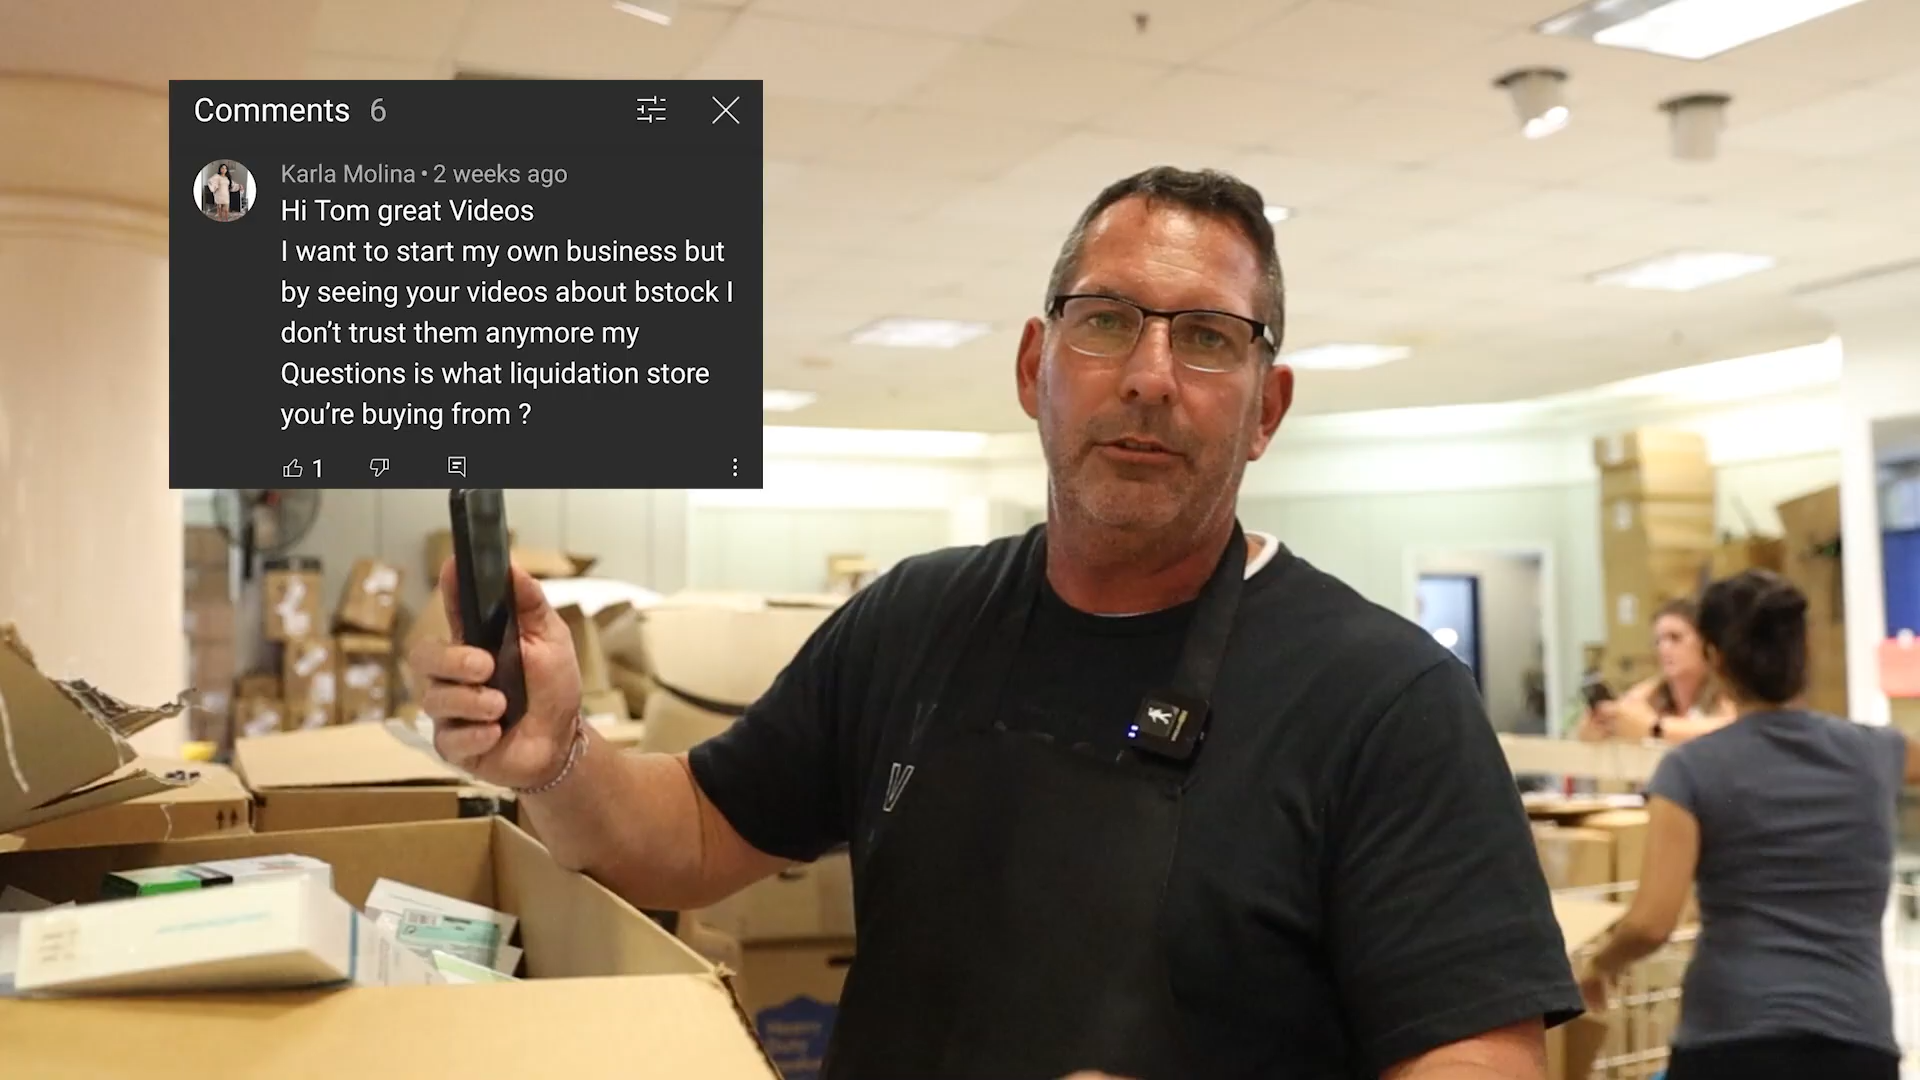 Comments 6
Karla Molina • 2 weeks ago
Hi Tom great Videos
I want to start my own business but
by seeing your videos about bstock I
don't trust them anymore my
Questions is what liquidation store
you're buying from ?
1
V